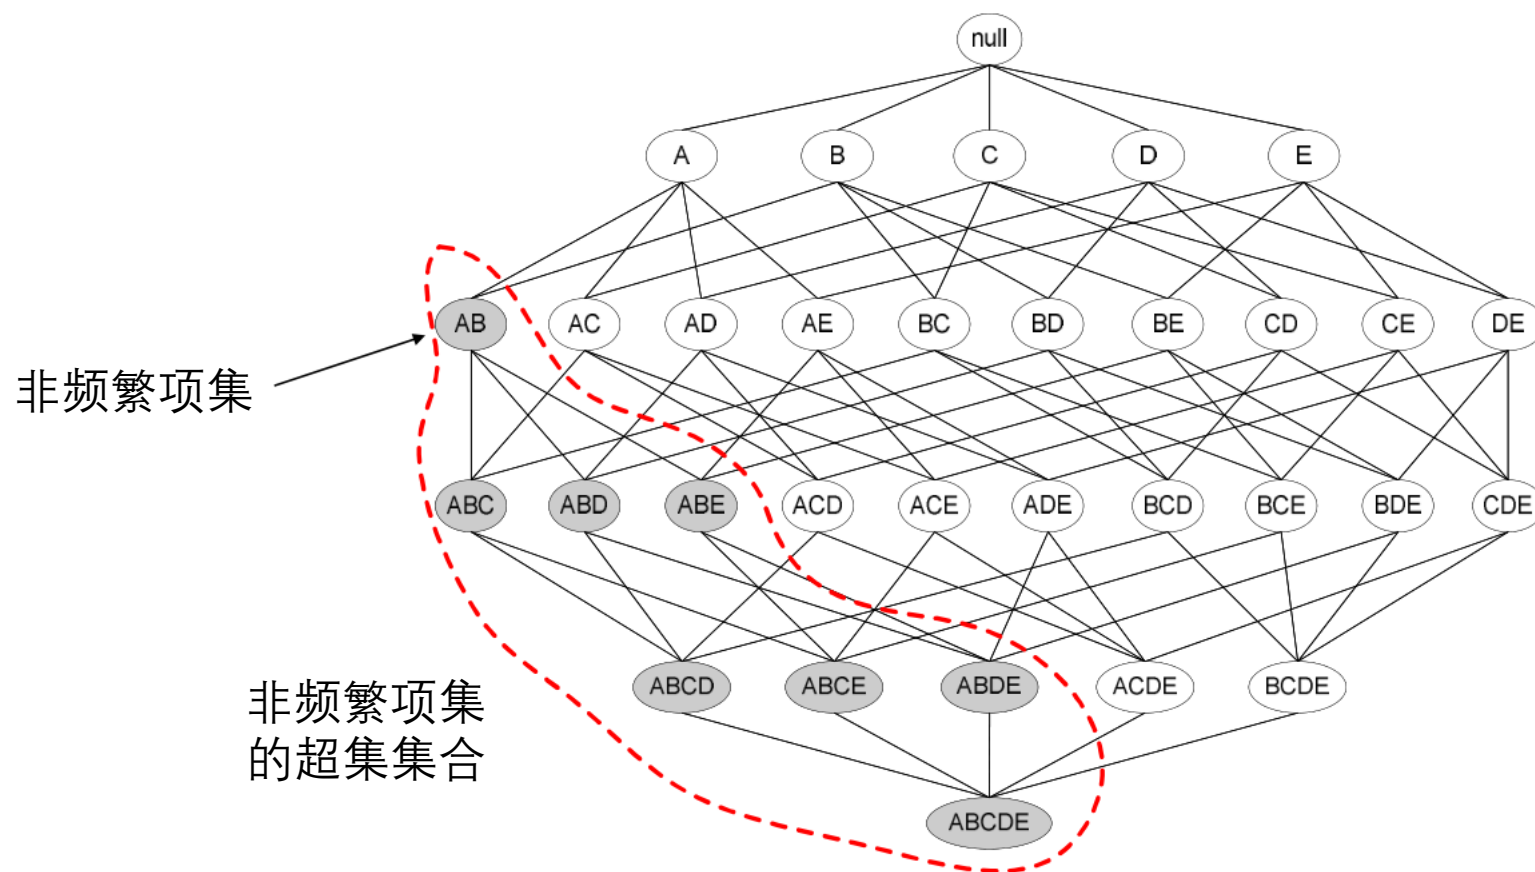 null
A B C D E
AB AC AD AE BC BD BE CD CE DE
非频繁项集
ABC ABD ABE ACD ACE ADE BCD BCE BDE CDE
ABCD ABCE ABDE ACDE BCDE
非频繁项集
的超集集合
ABCDE